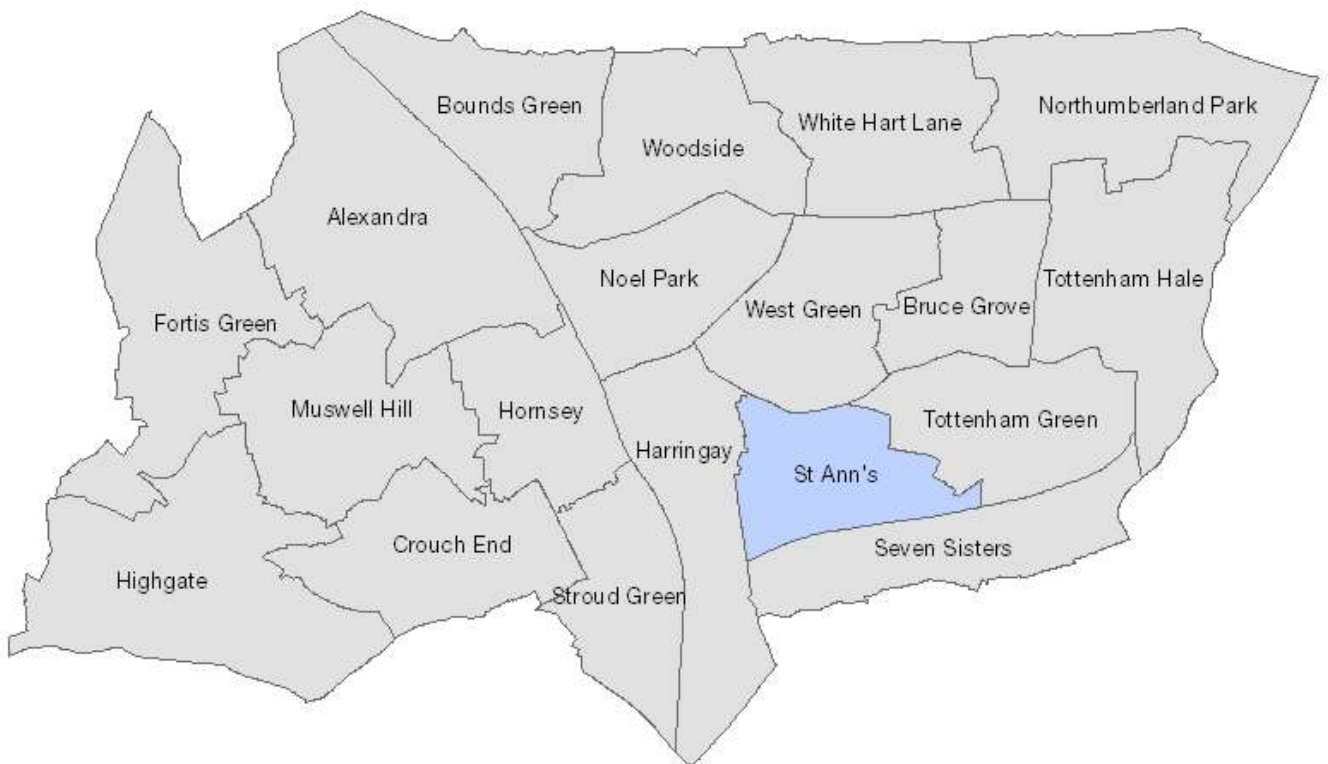 Bounds Green
Northumberland Park
White Hart Lane
Woodside
Alexandra
Noel Park
Tottenham Hale
West Green
Bruce Grove
Fortis Green
Muswell Hill
Hornsey
Tottenham Green
Harringay
St Ann's
Crouch End
Seven Sisters
Highgate
Stroud Green